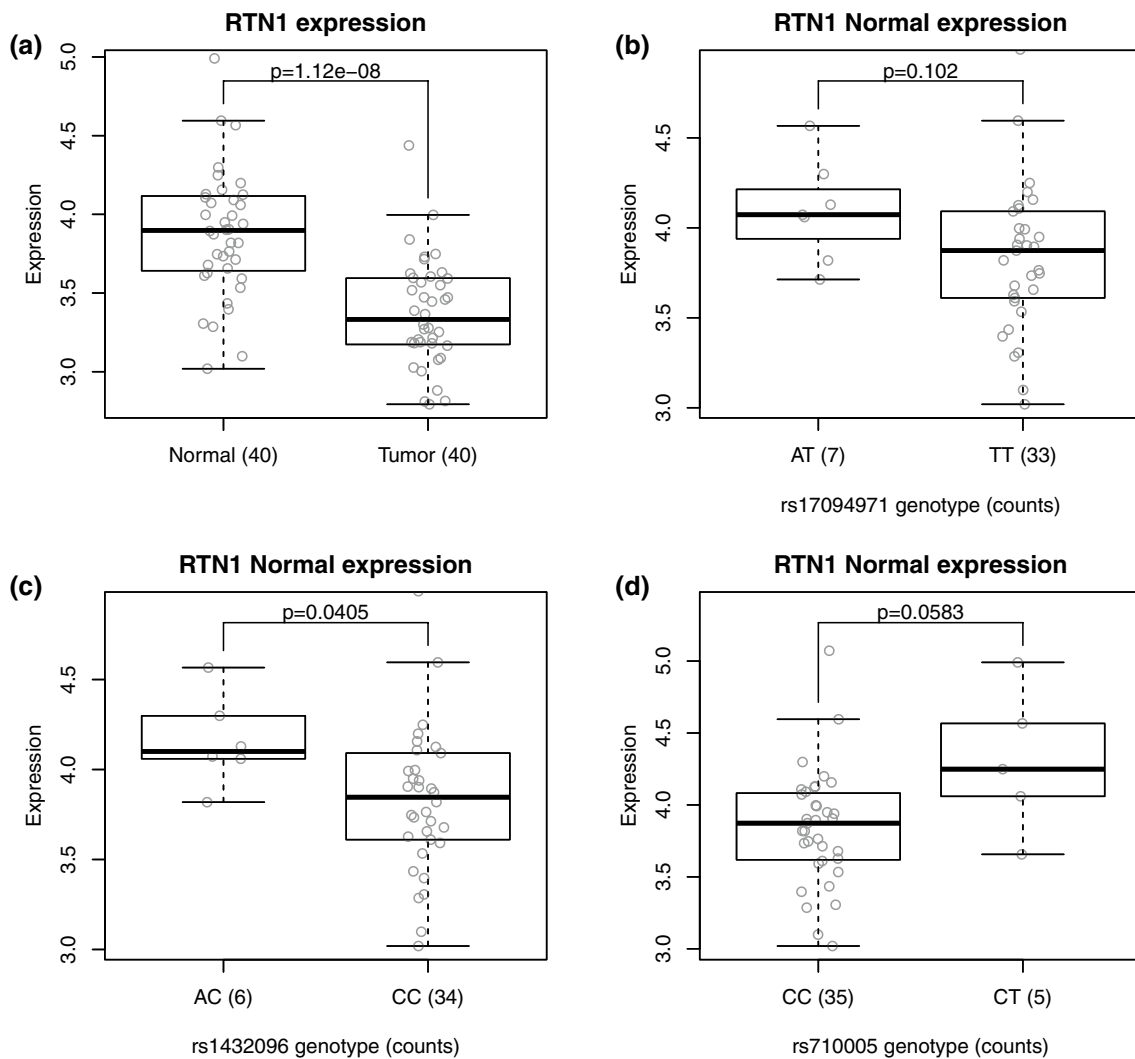 (a)
RTN1 expression
p=1.12e−08
Expression
5.0
4.5
4.0
3.5
3.0
Normal (40)
Tumor (40)
(b)
RTN1 Normal expression
p=0.102
Expression
4.5
4.0
3.5
3.0
AT (7)
TT (33)
rs17094971 genotype (counts)
(c)
RTN1 Normal expression
p=0.0405
Expression
4.5
4.0
3.5
3.0
AC (6)
CC (34)
rs1432096 genotype (counts)
(d)
RTN1 Normal expression
p=0.0583
Expression
5.0
4.5
4.0
3.5
3.0
CC (35)
CT (5)
rs710005 genotype (counts)